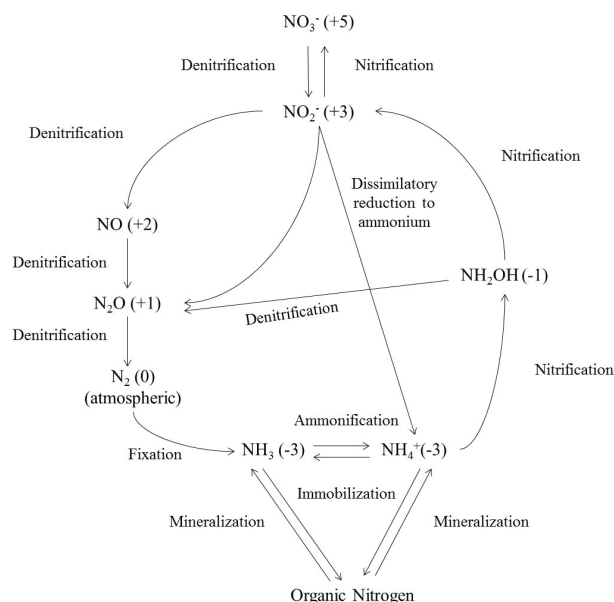 NO₃⁻ (+5)
Denitrification
Nitrification
NO₂⁻ (+3)
Denitrification
Nitrification
Dissimilatory
reduction to
ammonium
NO (+2)
Denitrification
NH₂OH (-1)
N₂O (+1)
Denitrification
Denitrification
N₂ (0)
(atmospheric)
Nitrification
Ammonification
Fixation
NH₃ (-3)
NH₄⁺(-3)
Immobilization
Mineralization
Mineralization
Organic Nitrogen